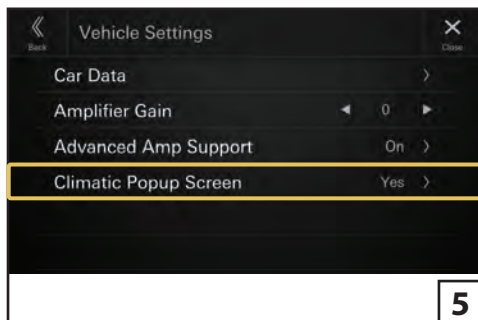 Back Vehicle Settings Close
Car Data
Amplifier Gain 0
Advanced Amp Support On
Climatic Popup Screen Yes
5